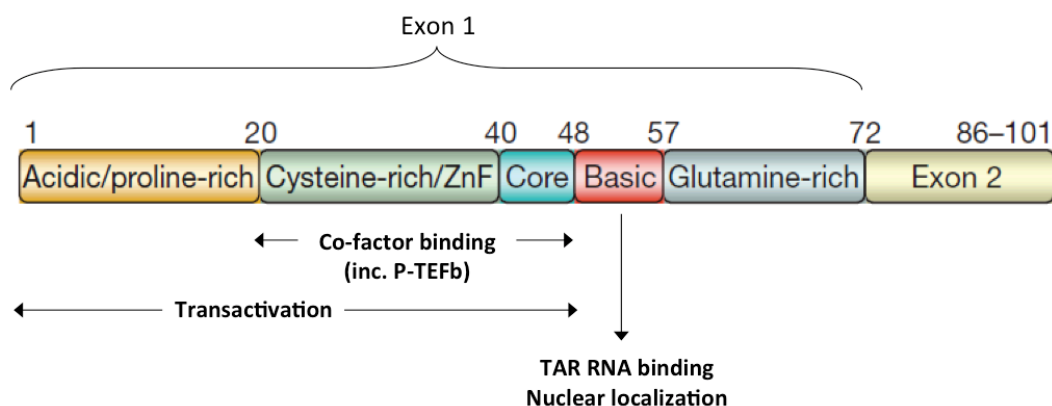 Exon 1
1 20 40 48 57 72 86–101
Acidic/proline-rich Cysteine-rich/ZnF Core Basic Glutamine-rich Exon 2
Co-factor binding
(inc. P-TEFb)
Transactivation
TAR RNA binding
Nuclear localization